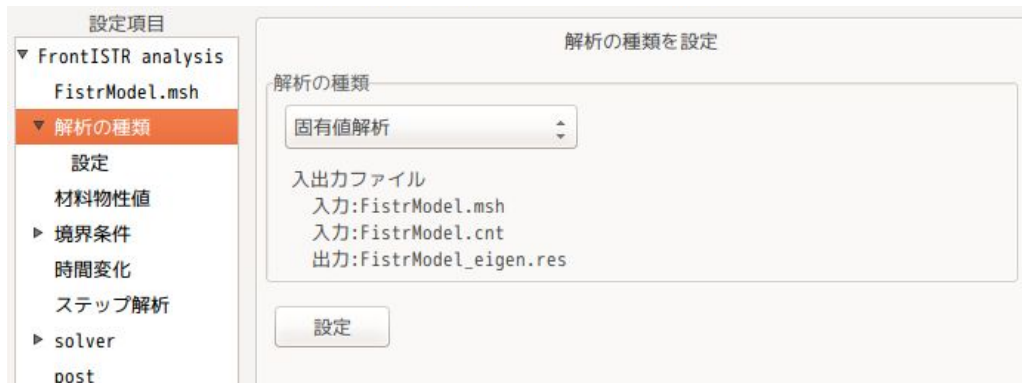 設定項目
FrontISTR analysis
FistrModel.msh
解析の種類
設定
材料物性値
境界条件
時間変化
ステップ解析
solver
post
解析の種類を設定
解析の種類
固有値解析
入出力ファイル
入力:FistrModel.msh
入力:FistrModel.cnt
出力:FistrModel_eigen.res
設定